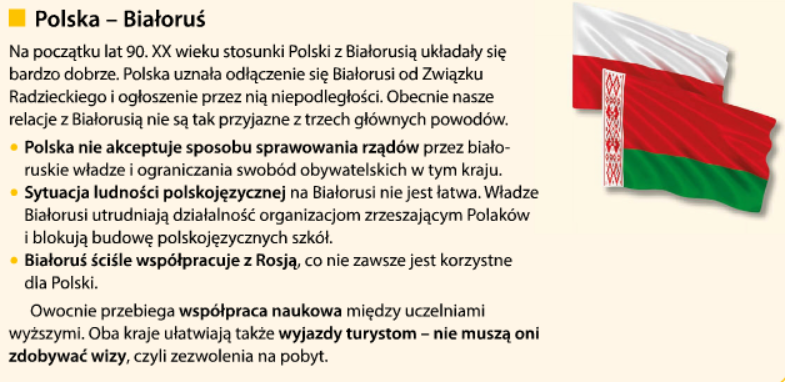 Polska – Białoruś
Na początku lat 90. XX wieku stosunki Polski z Białorusią układały się
bardzo dobrze. Polska uznała odłączenie się Białorusi od Związku
Radzieckiego i ogłoszenie przez nią niepodległości. Obecnie nasze
relacje z Białorusią nie są tak przyjazne z trzech głównych powodów.
• Polska nie akceptuje sposobu sprawowania rządów przez biało-
ruskie władze i ograniczania swobód obywatelskich w tym kraju.
• Sytuacja ludności polskojęzycznej na Białorusi nie jest łatwa. Władze
Białorusi utrudniają działalność organizacjom zrzeszającym Polaków
i blokują budowę polskojęzycznych szkół.
• Białoruś ściśle współpracuje z Rosją, co nie zawsze jest korzystne
dla Polski.
Owocnie przebiega współpraca naukowa między uczelniami
wyższymi. Oba kraje ułatwiają także wyjazdy turystom – nie muszą oni
zdobywać wizy, czyli zezwolenia na pobyt.